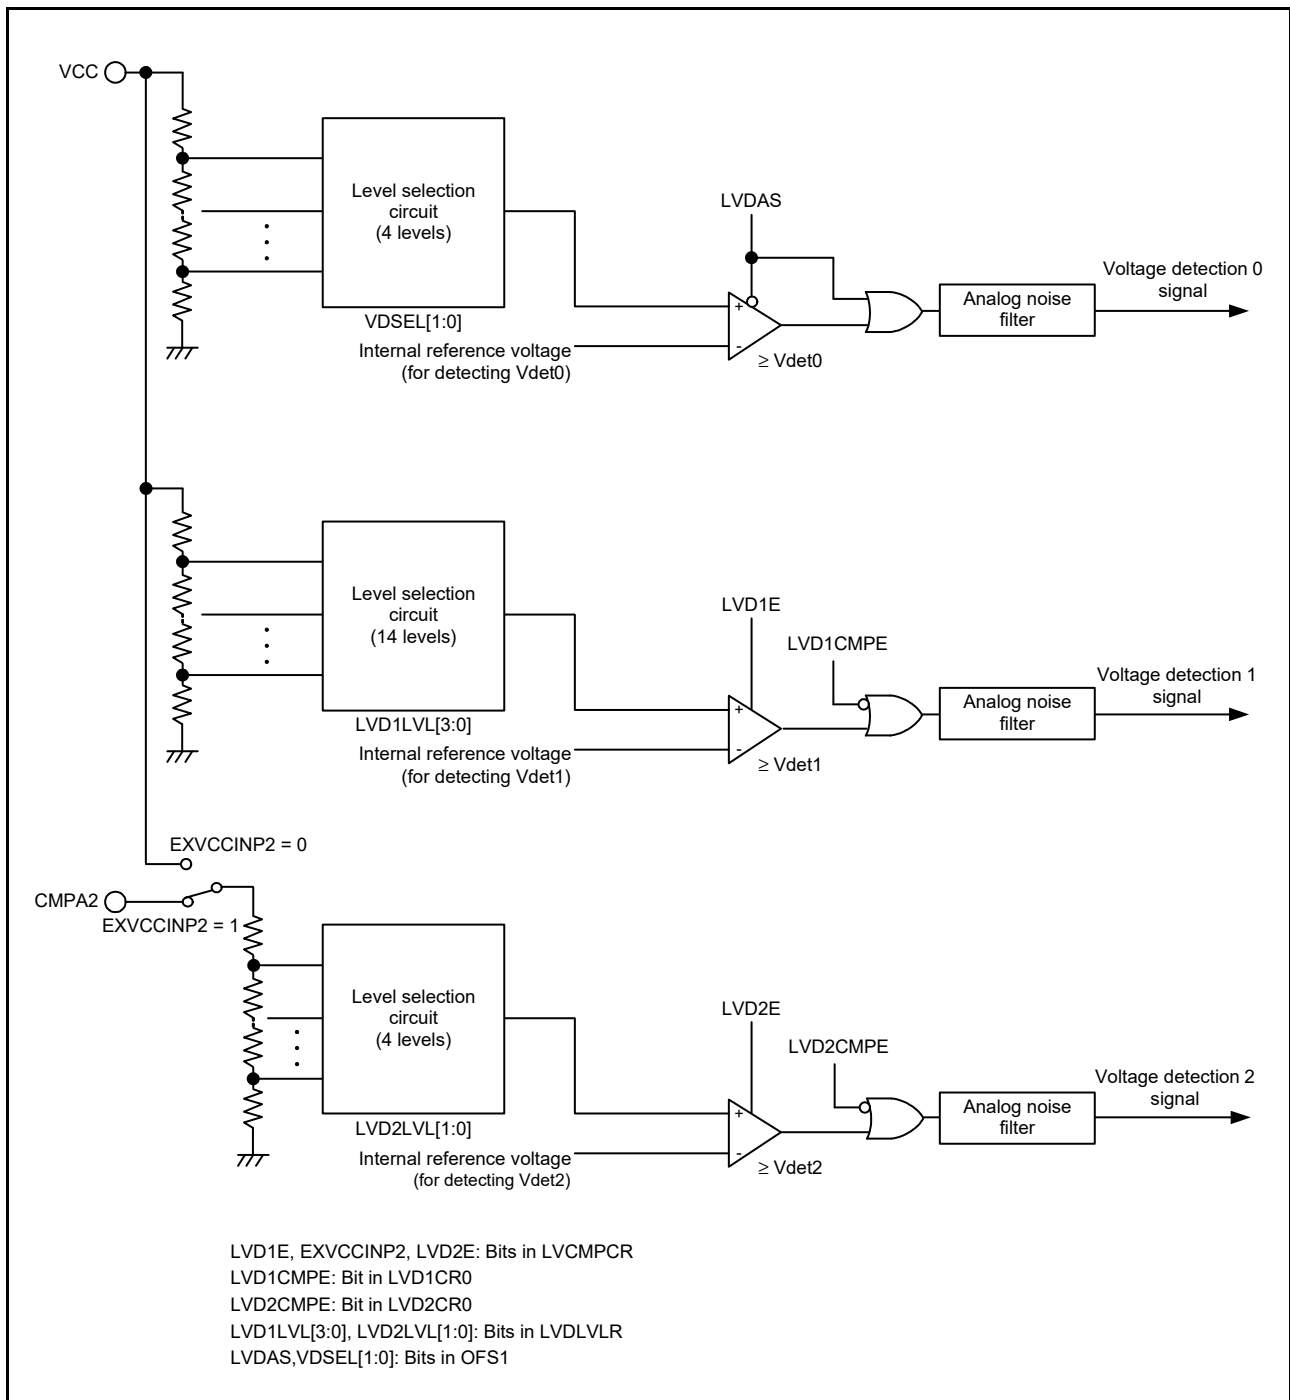 VCC
Level selection
circuit
(4 levels)
VDSEL[1:0]
Internal reference voltage
(for detecting Vdet0)
LVDAS
+
-
≥ Vdet0
Analog noise
filter
Voltage detection 0
signal
Level selection
circuit
(14 levels)
LVD1LVL[3:0]
Internal reference voltage
(for detecting Vdet1)
LVD1E
LVD1CMPE
+
-
≥ Vdet1
Analog noise
filter
Voltage detection 1
signal
EXVCCINP2 = 0
CMPA2
EXVCCINP2 = 1
Level selection
circuit
(4 levels)
LVD2LVL[1:0]
Internal reference voltage
(for detecting Vdet2)
LVD2E
LVD2CMPE
+
-
≥ Vdet2
Analog noise
filter
Voltage detection 2
signal
LVD1E, EXVCCINP2, LVD2E: Bits in LVCMPCR
LVD1CMPE: Bit in LVD1CR0
LVD2CMPE: Bit in LVD2CR0
LVD1LVL[3:0], LVD2LVL[1:0]: Bits in LVDLVLR
LVDAS,VDSEL[1:0]: Bits in OFS1